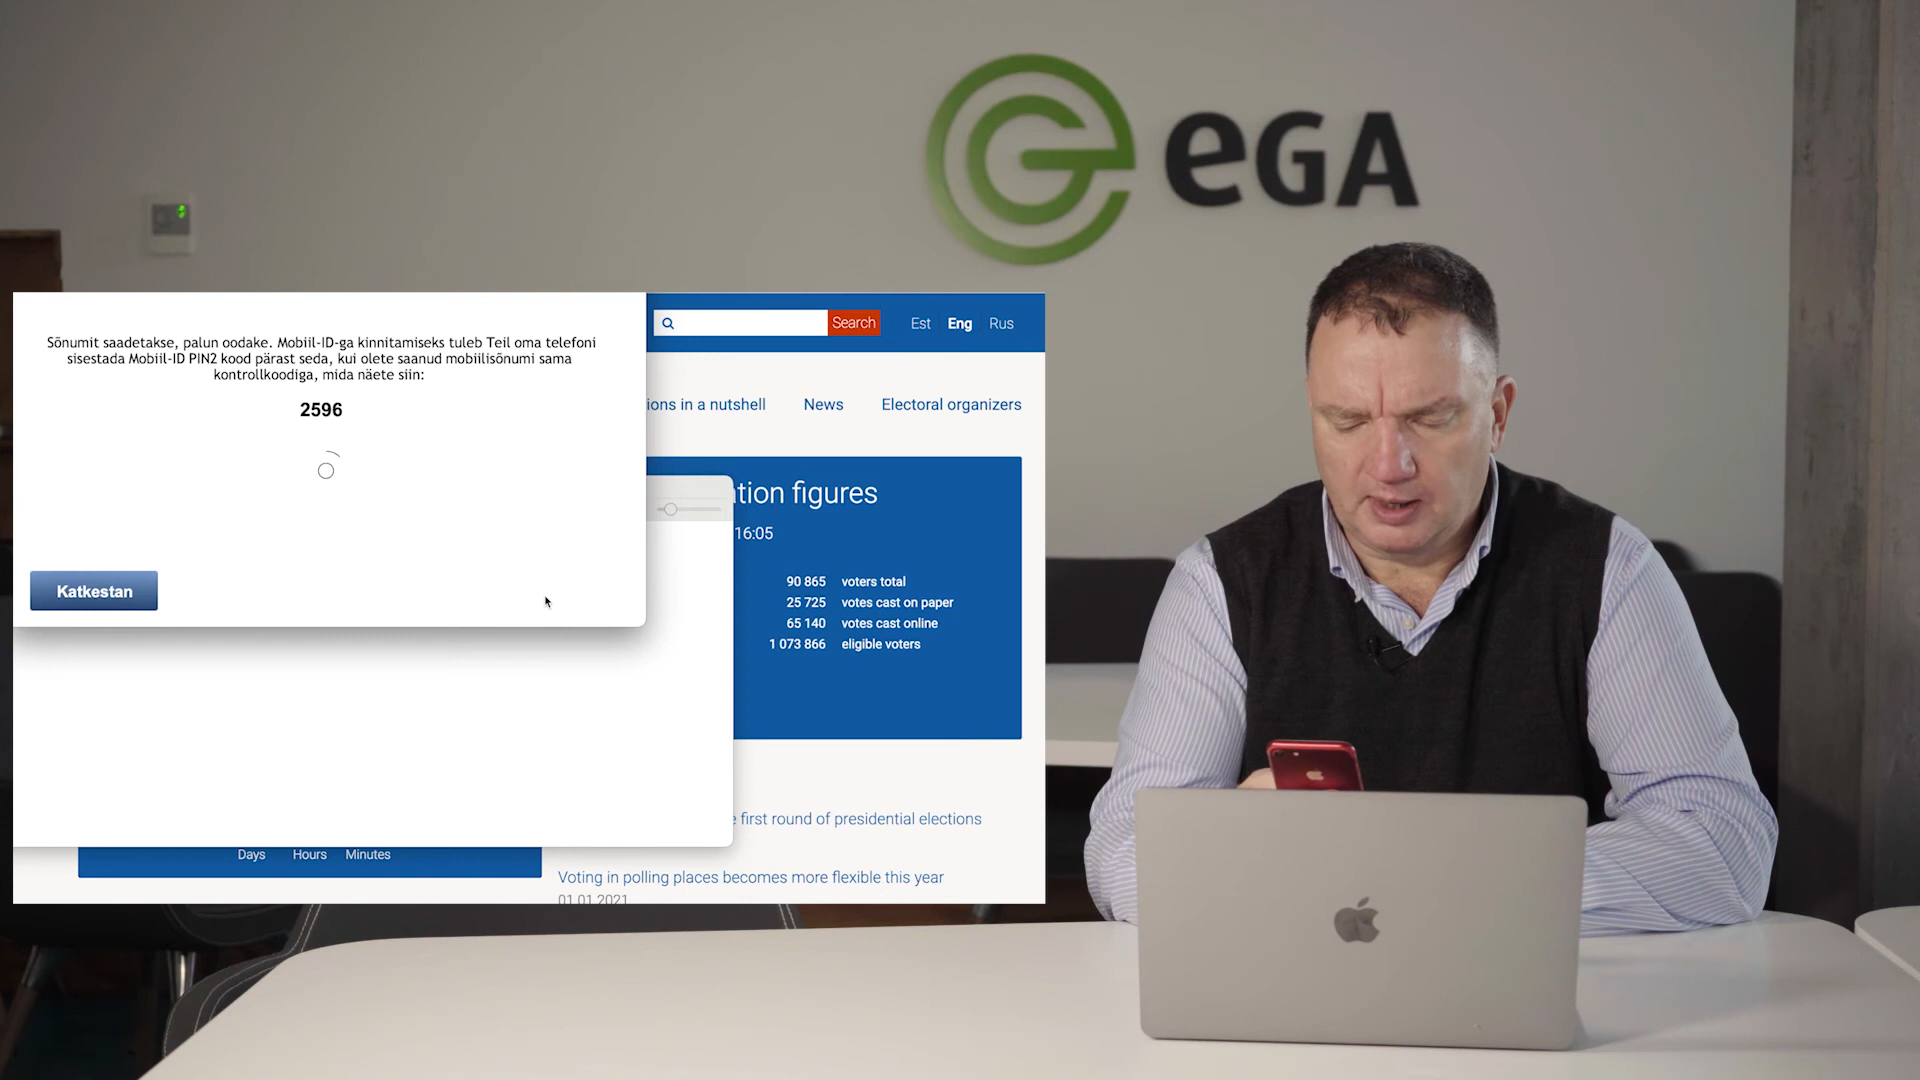 eGA
Sõnumit saadetakse, palun oodake. Mobiil-ID-ga kinnitamiseks tuleb Teil oma telefoni
sisestada Mobiil-ID PIN2 kood pärast seda, kui olete saanud mobiilisõnumi sama
kontrollkoodiga, mida näete siin:
2596
Katkestan
Search
Est Eng Rus
ions in a nutshell News Electoral organizers
tion figures
16:05
90 865 voters total
25 725 votes cast on paper
65 140 votes cast online
1 073 866 eligible voters
e first round of presidential elections
Days Hours Minutes
Voting in polling places becomes more flexible this year
01.01.2021